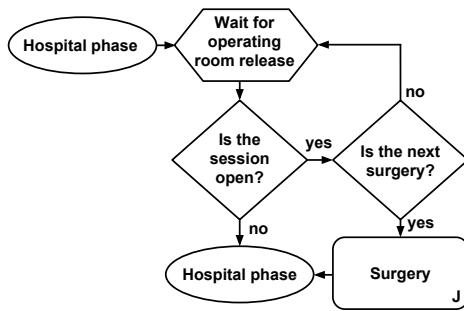 Hospital phase
Wait for
operating
room release
no
Is the
session
open?
yes
Is the next
surgery?
no
yes
Hospital phase
Surgery
J